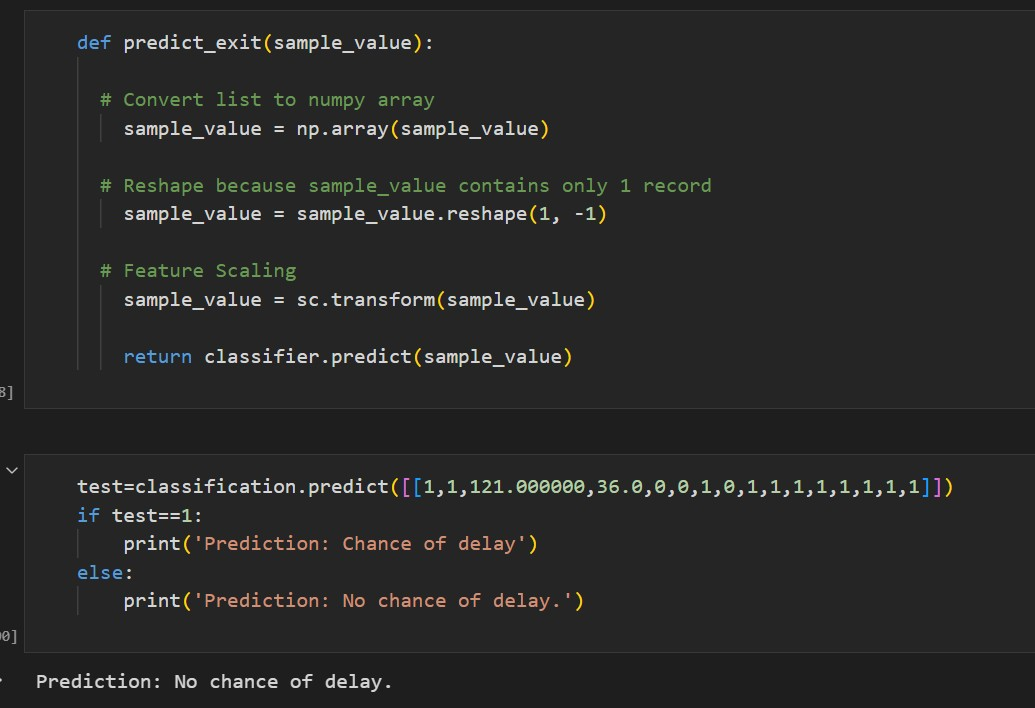 def predict_exit(sample_value):
# Convert list to numpy array
sample_value = np.array(sample_value)
# Reshape because sample_value contains only 1 record
sample_value = sample_value.reshape(1, -1)
# Feature Scaling
sample_value = sc.transform(sample_value)
return classifier.predict(sample_value)
8]
test=classification.predict([[1,1,121.000000,36.0,0,0,1,0,1,1,1,1,1,1,1,1]])
if test==1:
print('Prediction: Chance of delay')
else:
print('Prediction: No chance of delay.')
0]
Prediction: No chance of delay.